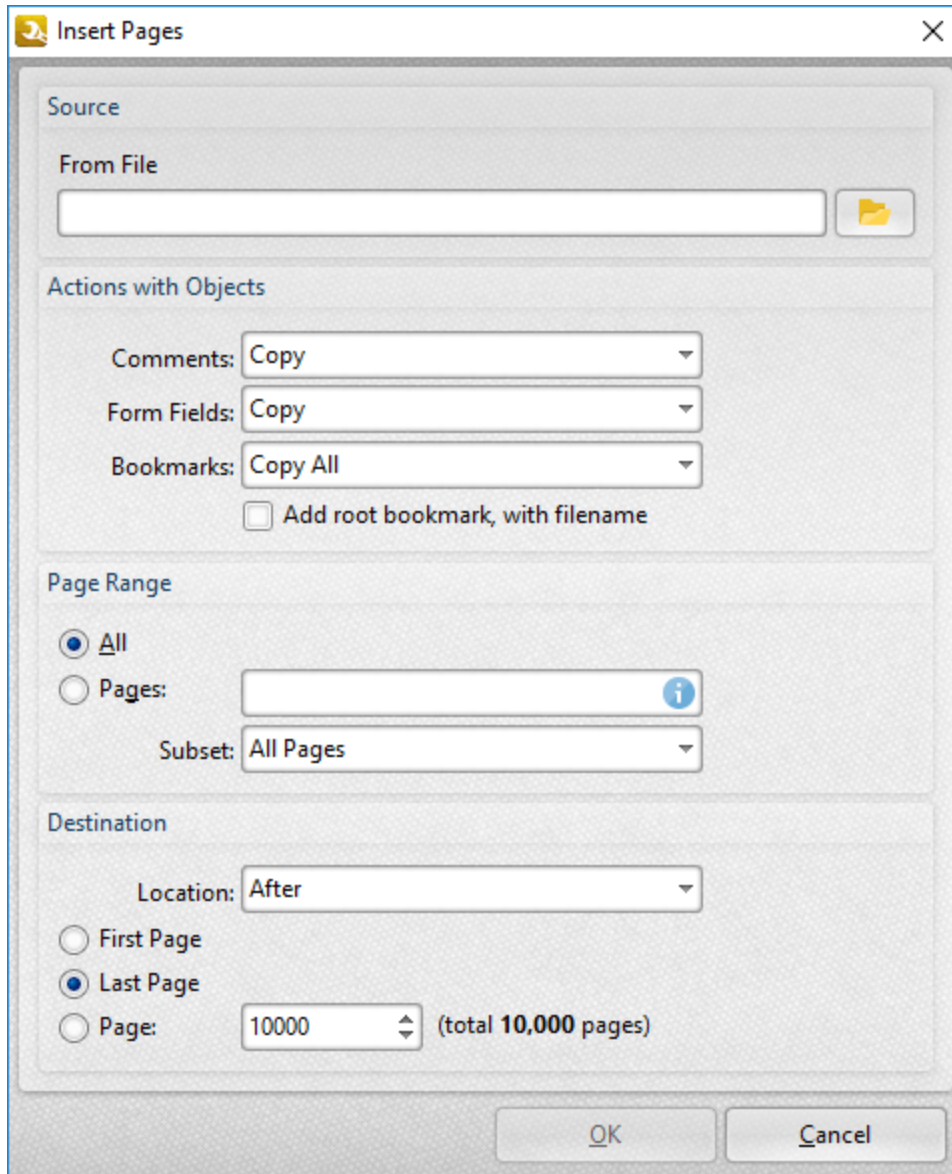 Insert Pages
Source
From File
Actions with Objects
Comments: Copy
Form Fields: Copy
Bookmarks: Copy All
Add root bookmark, with filename
Page Range
All
Pages:
Subset: All Pages
Destination
Location: After
First Page
Last Page
Page: 10000 (total 10,000 pages)
OK Cancel